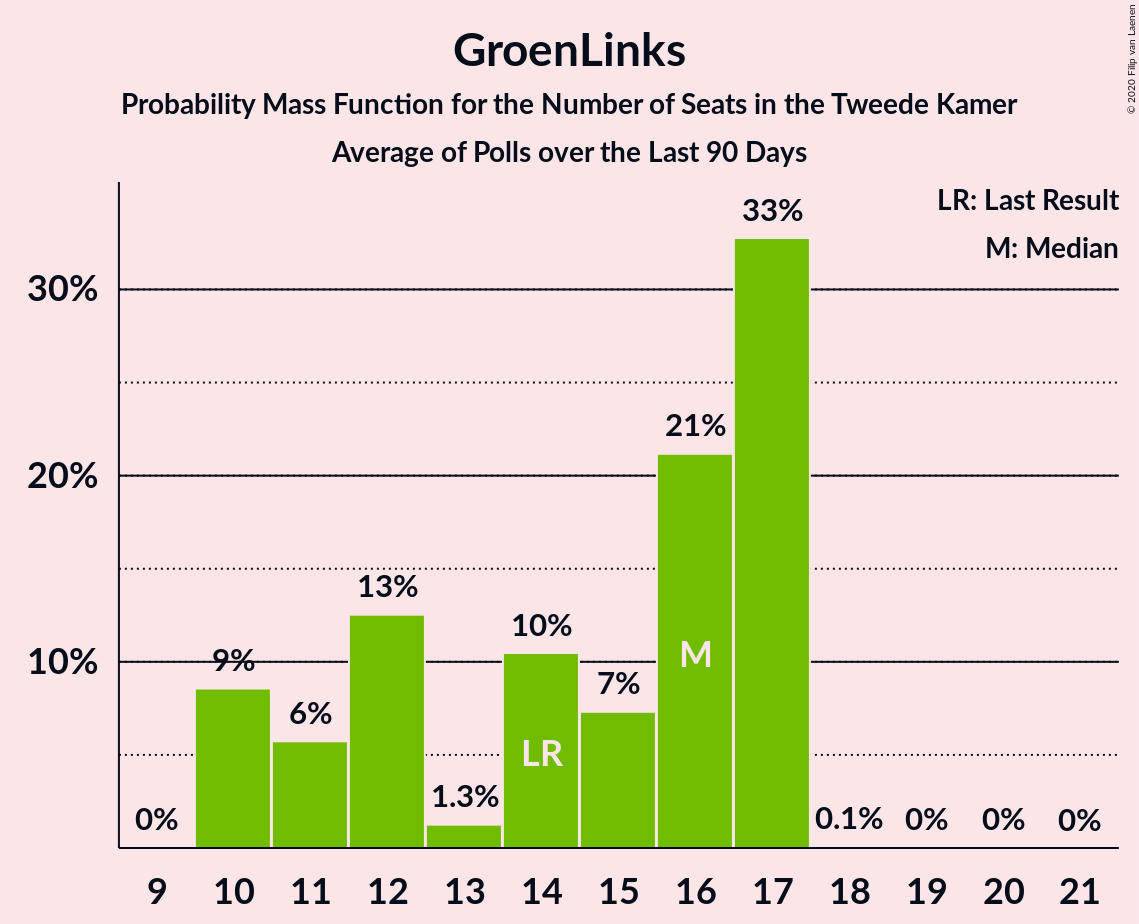 GroenLinks
Probability Mass Function for the Number of Seats in the Tweede Kamer
Average of Polls over the Last 90 Days
© 2020 Filip van Laenen
LR: Last Result
M: Median
30%
20%
10%
0%
9%
6%
13%
1.3%
10%
7%
21%
33%
0.1%
0%
0%
0%
LR
M
9 10 11 12 13 14 15 16 17 18 19 20 21